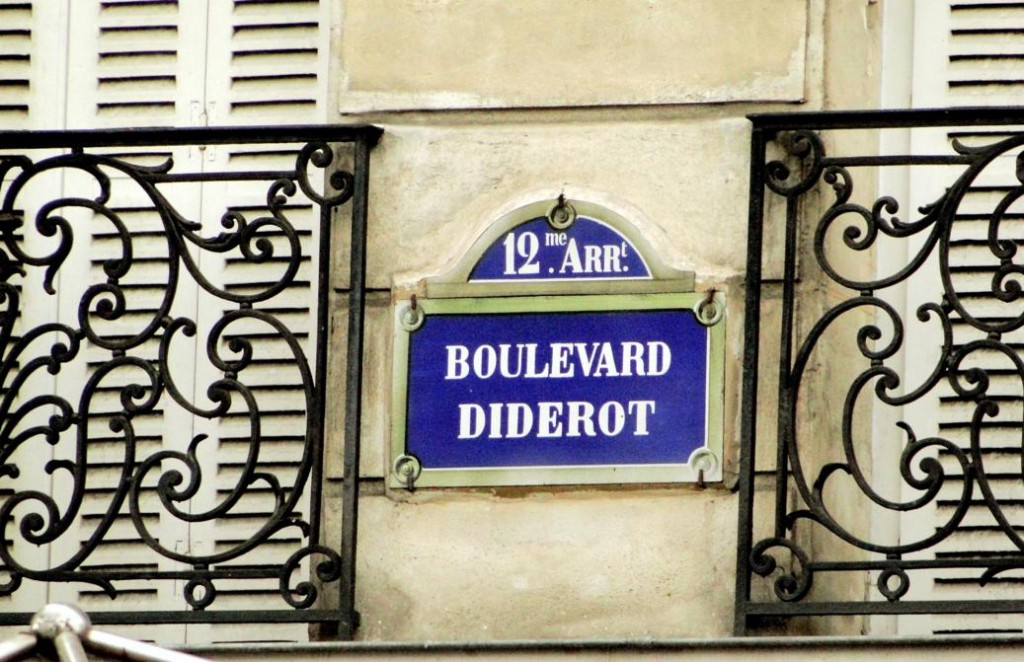 12me. ARRt.
BOULEVARD
DIDEROT